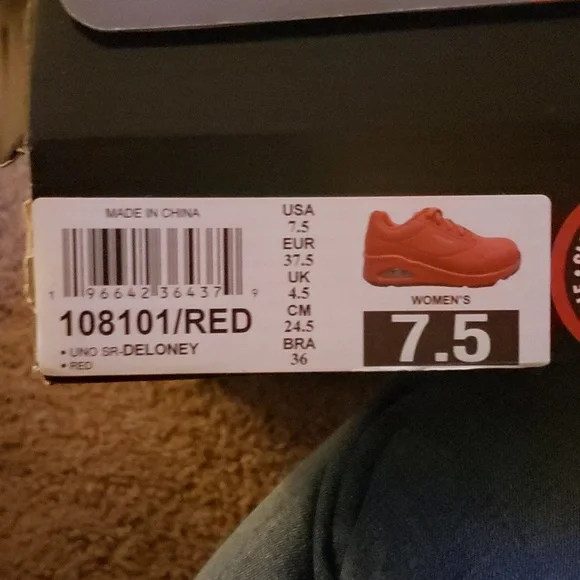 MADE IN CHINA
1 96642 36437 9
108101/RED
• UNO SR-DELONEY
• RED
USA
7.5
EUR
37.5
UK
4.5
CM
24.5
BRA
36
WOMEN'S
7.5